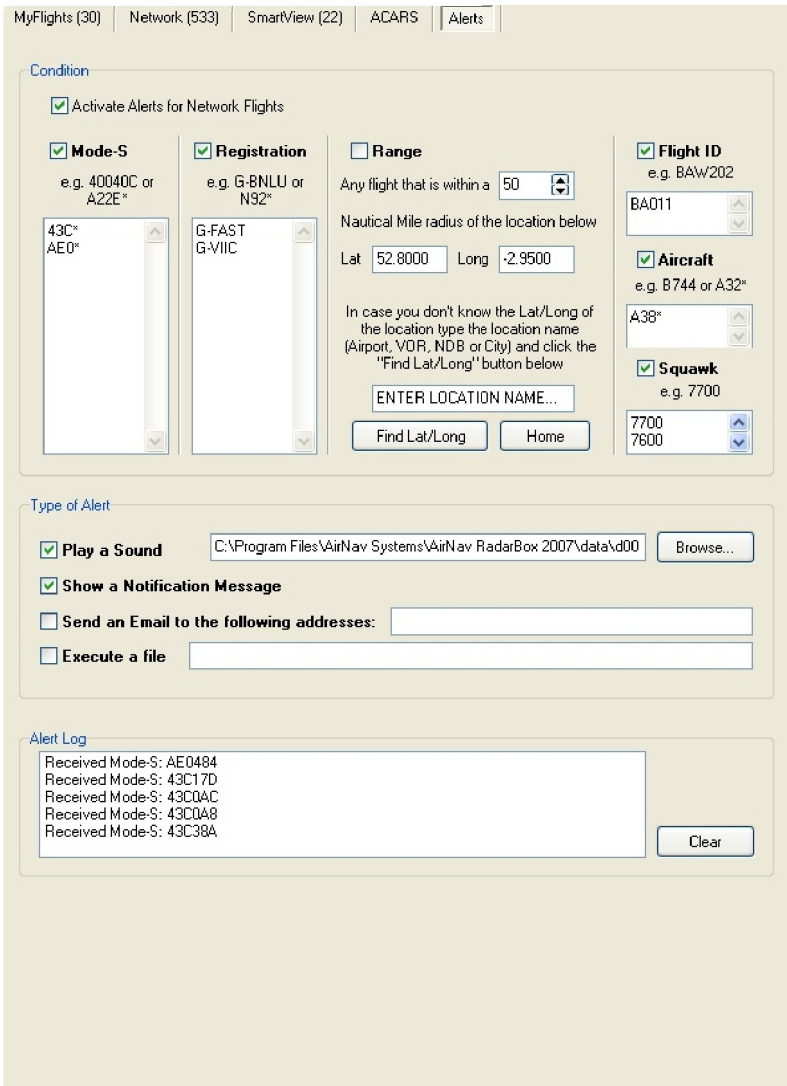 MyFlights (30) Network (533) SmartView (22) ACARS Alerts
Condition
Activate Alerts for Network Flights
Mode-S
e.g. 40040C or
A22E*
43C*
AE0*
Registration
e.g. G-BNLU or
N92*
G-FAST
G-VIIC
Range
Any flight that is within a 50
Nautical Mile radius of the location below
Lat 52.8000 Long -2.9500
In case you don't know the Lat/Long of
the location type the location name
(Airport, VOR, NDB or City) and click the
"Find Lat/Long" button below
ENTER LOCATION NAME...
Find Lat/Long Home
Flight ID
e.g. BAW202
BA011
Aircraft
e.g. B744 or A32*
A38*
Squawk
e.g. 7700
7700
7600
Type of Alert
Play a Sound C:\Program Files\AirNav Systems\AirNav RadarBox 2007\data\d00 Browse...
Show a Notification Message
Send an Email to the following addresses:
Execute a file
Alert Log
Received Mode-S: AE0484
Received Mode-S: 43C17D
Received Mode-S: 43C0AC
Received Mode-S: 43C0A8
Received Mode-S: 43C38A
Clear